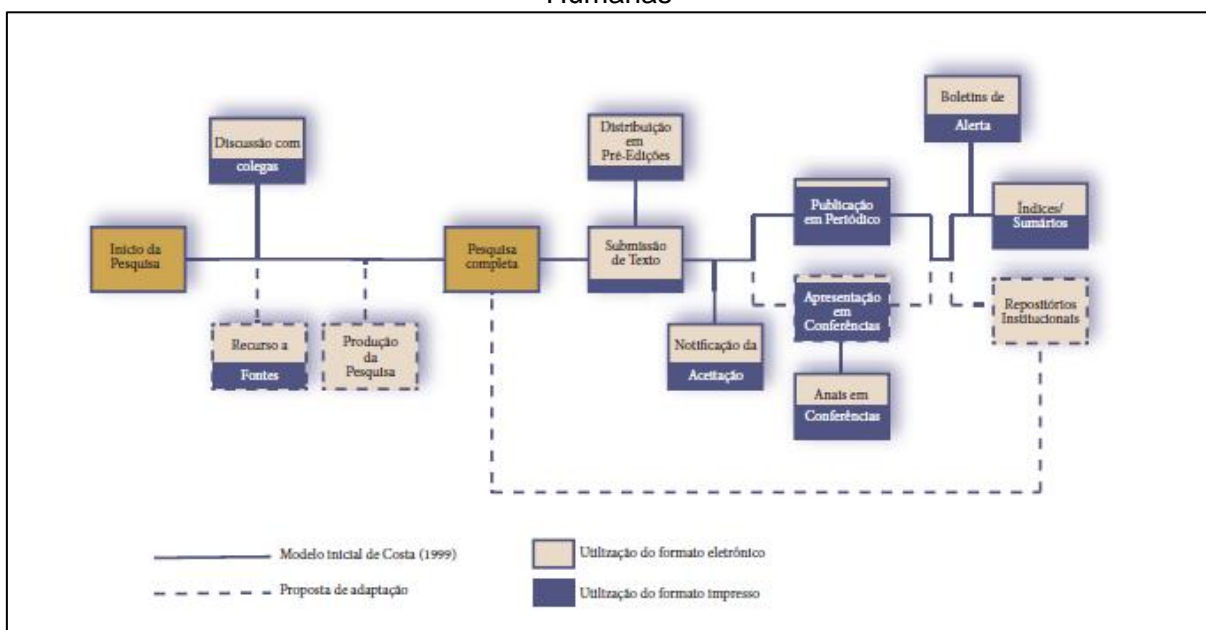 Humanas
Boletins de
Alerta
Discussão com
colegas
Distribuição
em
Pré-Edições
Publicação
em Periódico
Índices/
Sumários
Início da
Pesquisa
Pesquisa
completa
Submissão
de Texto
Apresentação
em
Conferências
Repositórios
Institucionais
Recurso a
Fontes
Produção
da
Pesquisa
Notificação da
Aceitação
Anais em
Conferências
Modelo inicial de Costa (1999)
Utilização do formato eletrônico
Proposta de adaptação
Utilização do formato impresso